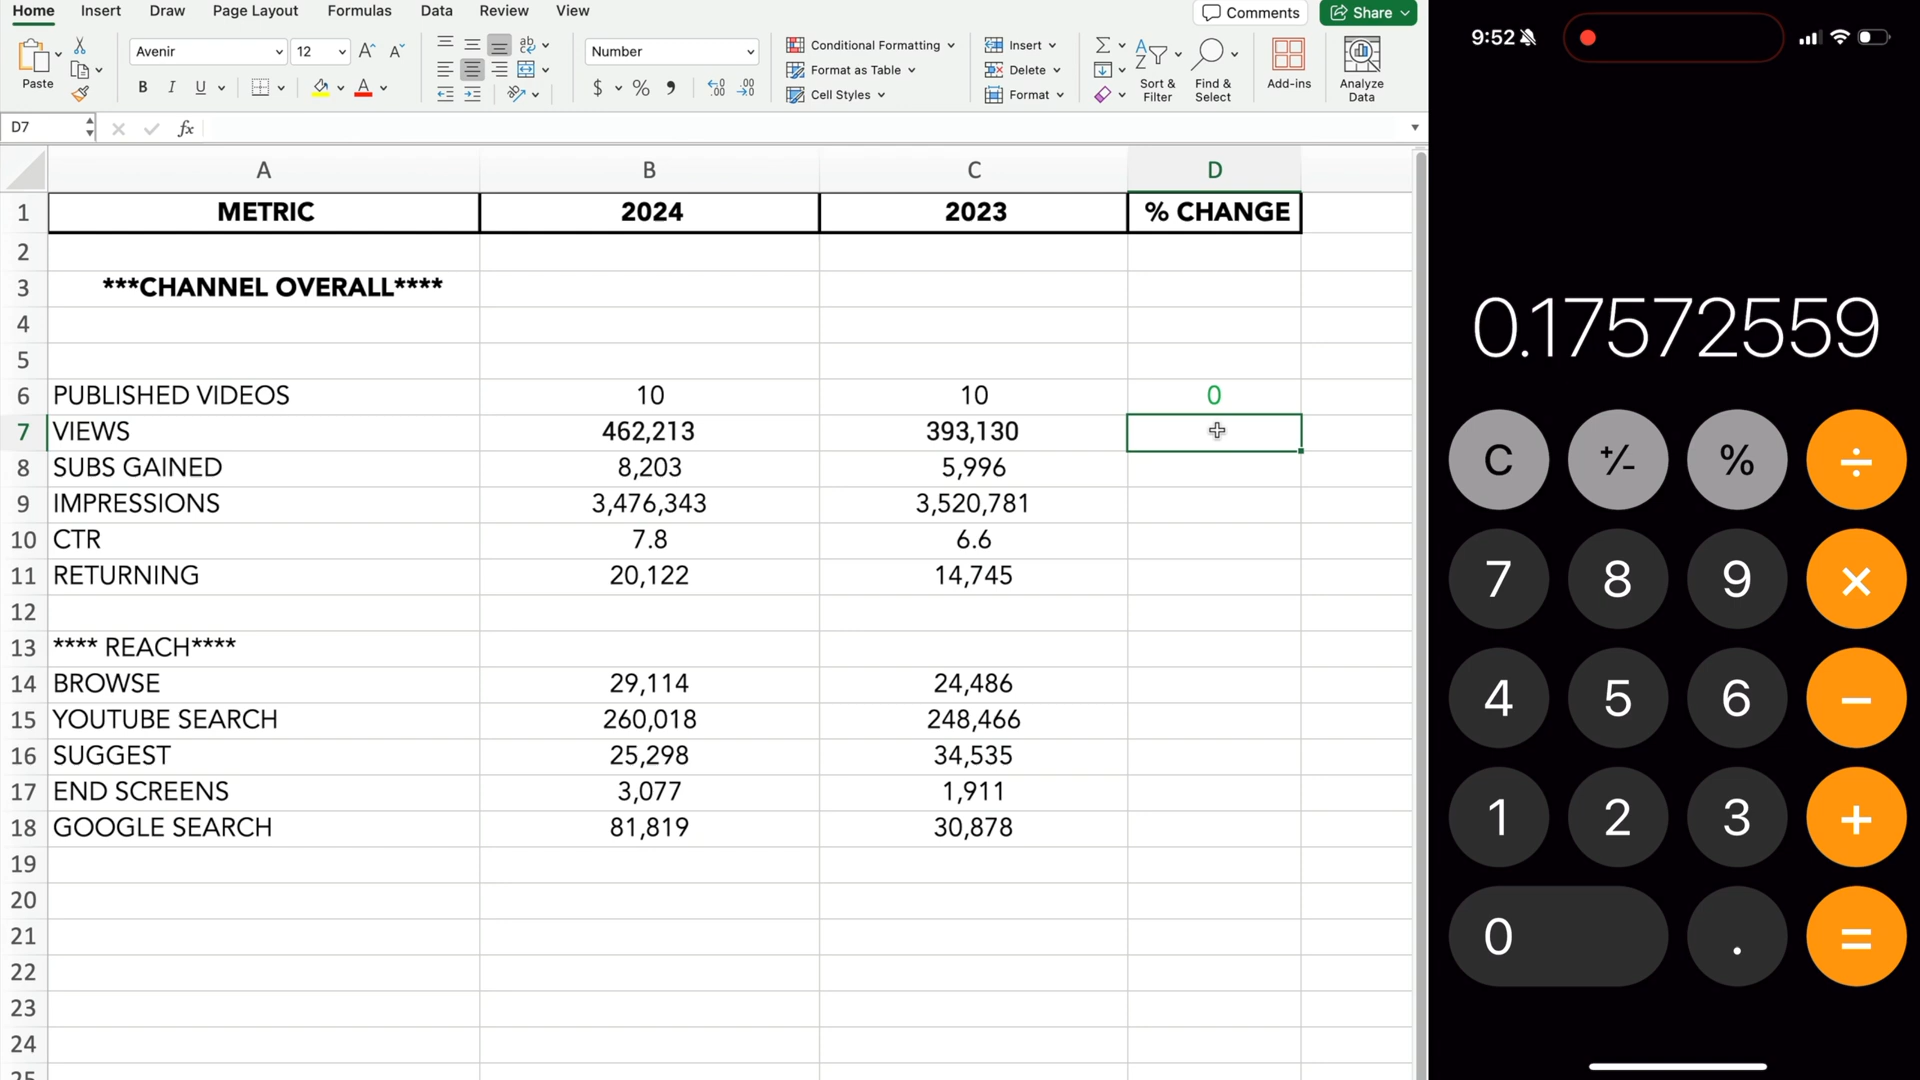 Home Insert Draw Page Layout Formulas Data Review View Comments Share
Paste Avenir 12 Number Conditional Formatting Format as Table Cell Styles Insert Delete Format Sort & Filter Find & Select Add-ins Analyze Data
B I U A $ %
D7 fx
A B C D
1 METRIC 2024 2023 % CHANGE
2
3 ***CHANNEL OVERALL****
4
5
6 PUBLISHED VIDEOS 10 10 0
7 VIEWS 462,213 393,130
8 SUBS GAINED 8,203 5,996
9 IMPRESSIONS 3,476,343 3,520,781
10 CTR 7.8 6.6
11 RETURNING 20,122 14,745
12
13 **** REACH****
14 BROWSE 29,114 24,486
15 YOUTUBE SEARCH 260,018 248,466
16 SUGGEST 25,298 34,535
17 END SCREENS 3,077 1,911
18 GOOGLE SEARCH 81,819 30,878
19
20
21
22
23
24
25
9:52
0.17572559
C +/- % ÷
7 8 9 ×
4 5 6 −
1 2 3 +
0 . =